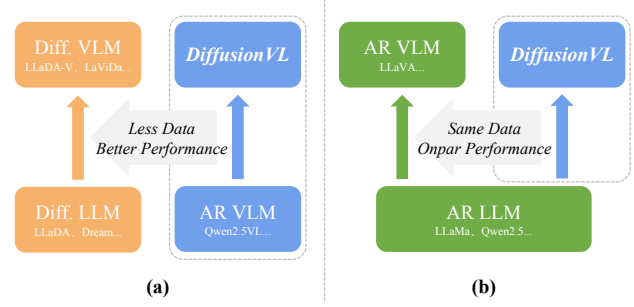 Diff. VLM
LLaDA-V、LaViDa...
DiffusionVL
Less Data
Better Performance
Diff. LLM
LLaDA、Dream...
AR VLM
Qwen2.5VL...
(a)
AR VLM
LLaVA...
DiffusionVL
Same Data
Onpar Performance
AR LLM
LLaMa、Qwen2.5...
(b)